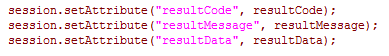 session.setAttribute("resultCode", resultCode);
session.setAttribute("resultMessage", resultMessage);
session.setAttribute("resultData", resultData);